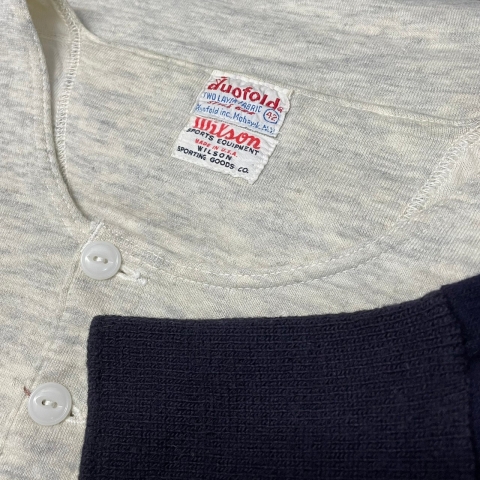 duofold
TWO LAYER FABRIC 42
Duofold inc. Mohawk, N.Y.
Wilson
SPORTS EQUIPMENT
MADE IN U.S.A.
WILSON
SPORTING GOODS CO.